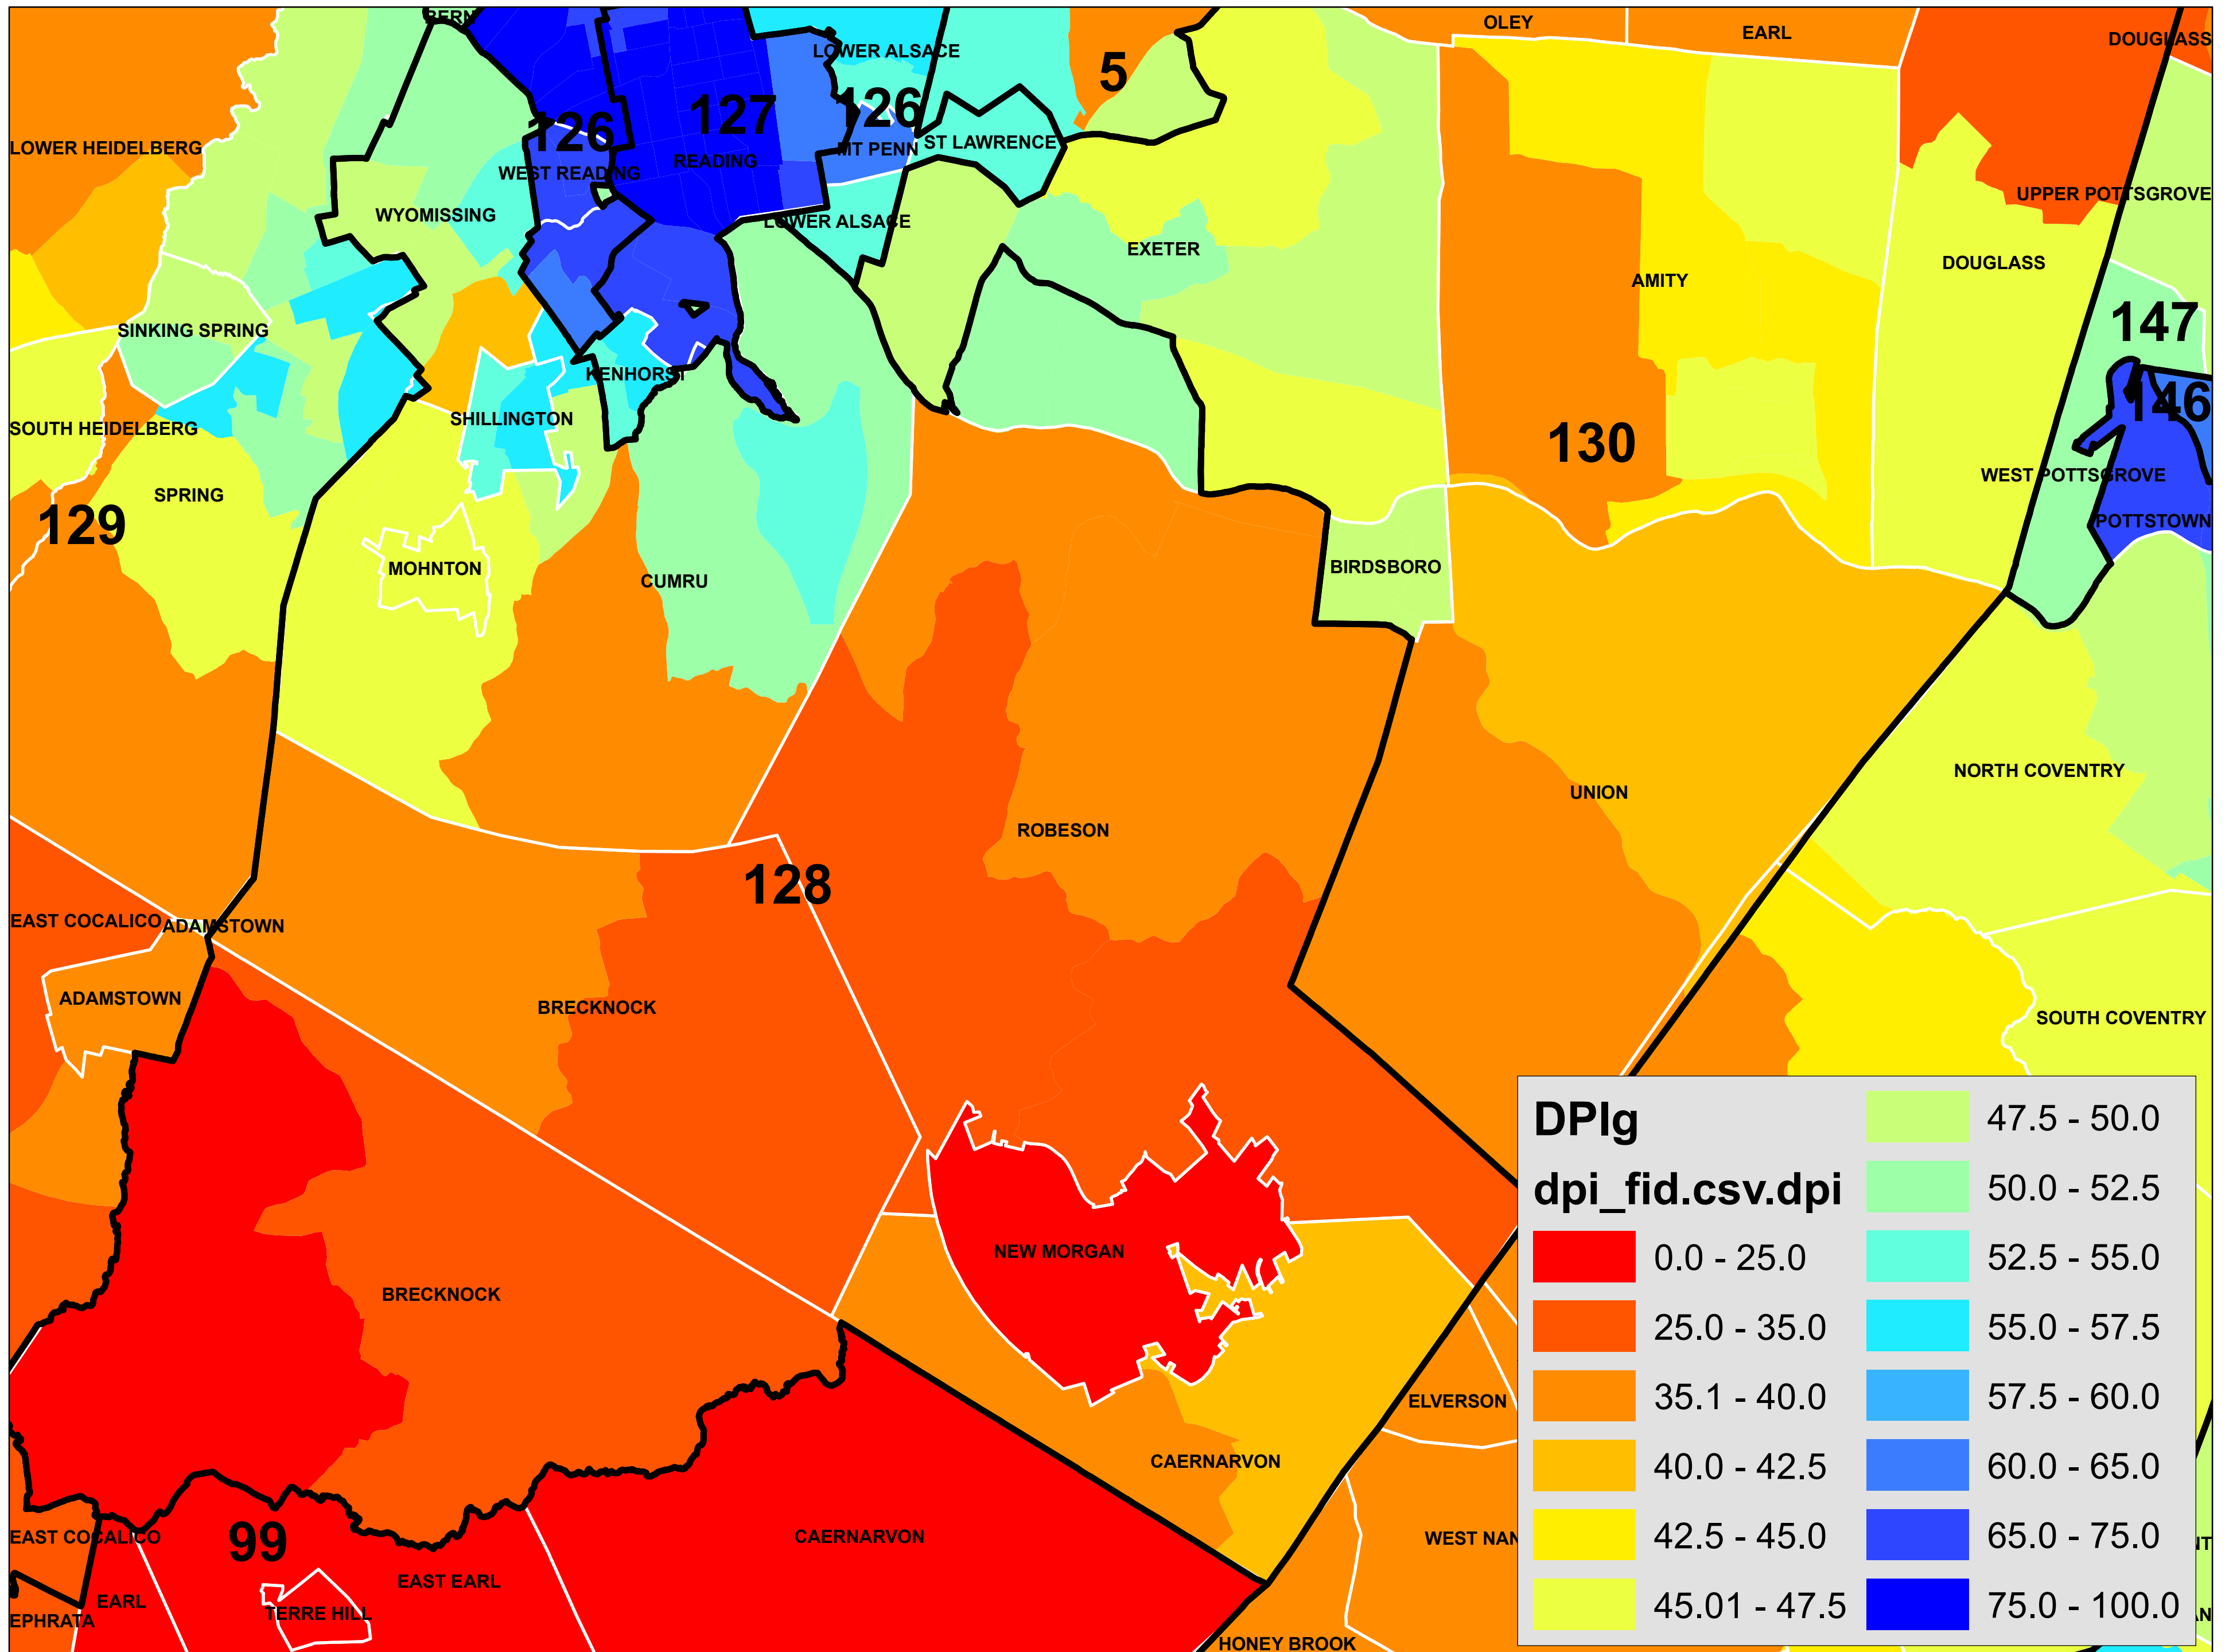 BERN
OLEY
EARL
DOUGLASS
LOWER ALSACE
5
126
127
126
LOWER HEIDELBERG
ST LAWRENCE
MT PENN
READING
WEST READING
UPPER POTTSGROVE
WYOMISSING
LOWER ALSACE
EXETER
DOUGLASS
AMITY
SINKING SPRING
147
KENHORST
146
SHILLINGTON
SOUTH HEIDELBERG
130
WEST POTTSGROVE
SPRING
129
POTTSTOWN
MOHNTON
BIRDSBORO
CUMRU
NORTH COVENTRY
UNION
ROBESON
128
EAST COCALICO
ADAMSTOWN
ADAMSTOWN
BRECKNOCK
SOUTH COVENTRY
NEW MORGAN
BRECKNOCK
ELVERSON
CAERNARVON
EAST COCALICO
99
CAERNARVON
WEST NAN
EAST EARL
EARL
TERRE HILL
EPHRATA
HONEY BROOK
DPIg
dpi_fid.csv.dpi
0.0 - 25.0
25.0 - 35.0
35.1 - 40.0
40.0 - 42.5
42.5 - 45.0
45.01 - 47.5
47.5 - 50.0
50.0 - 52.5
52.5 - 55.0
55.0 - 57.5
57.5 - 60.0
60.0 - 65.0
65.0 - 75.0
75.0 - 100.0